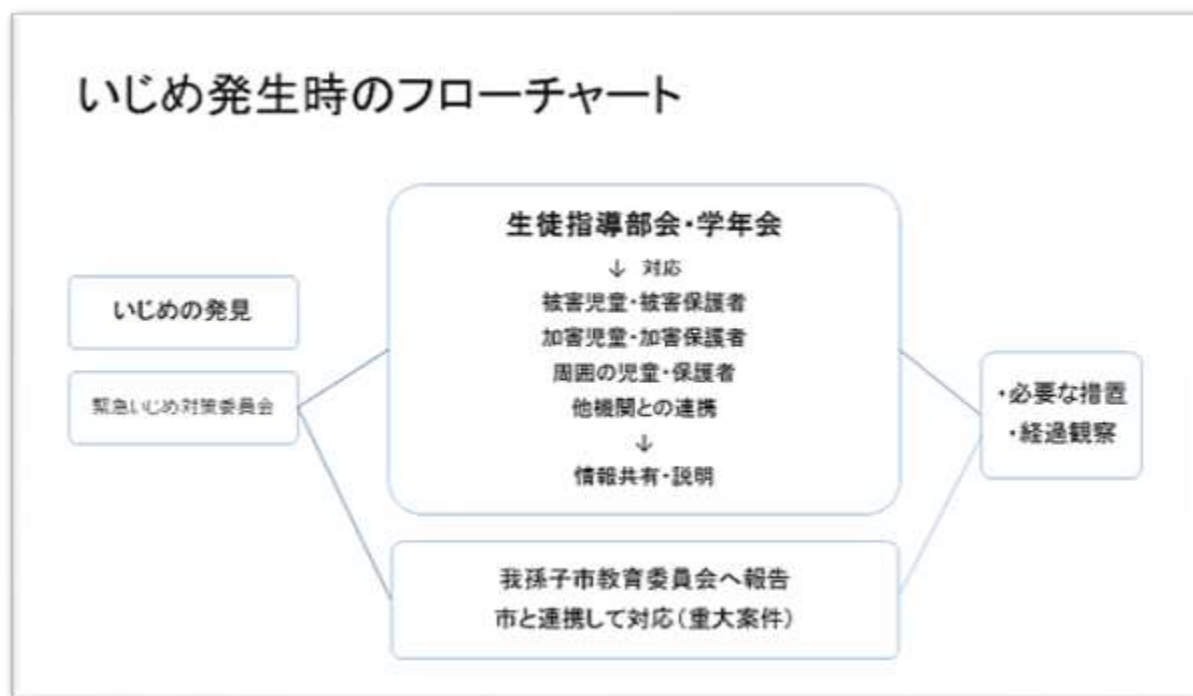 いじめ発生時のフローチャート
いじめの発見
緊急いじめ対策委員会
生徒指導部会・学年会
↓ 対応
被害児童・被害保護者
加害児童・加害保護者
周囲の児童・保護者
他機関との連携
↓
情報共有・説明
我孫子市教育委員会へ報告
市と連携して対応(重大案件)
・必要な措置
・経過観察